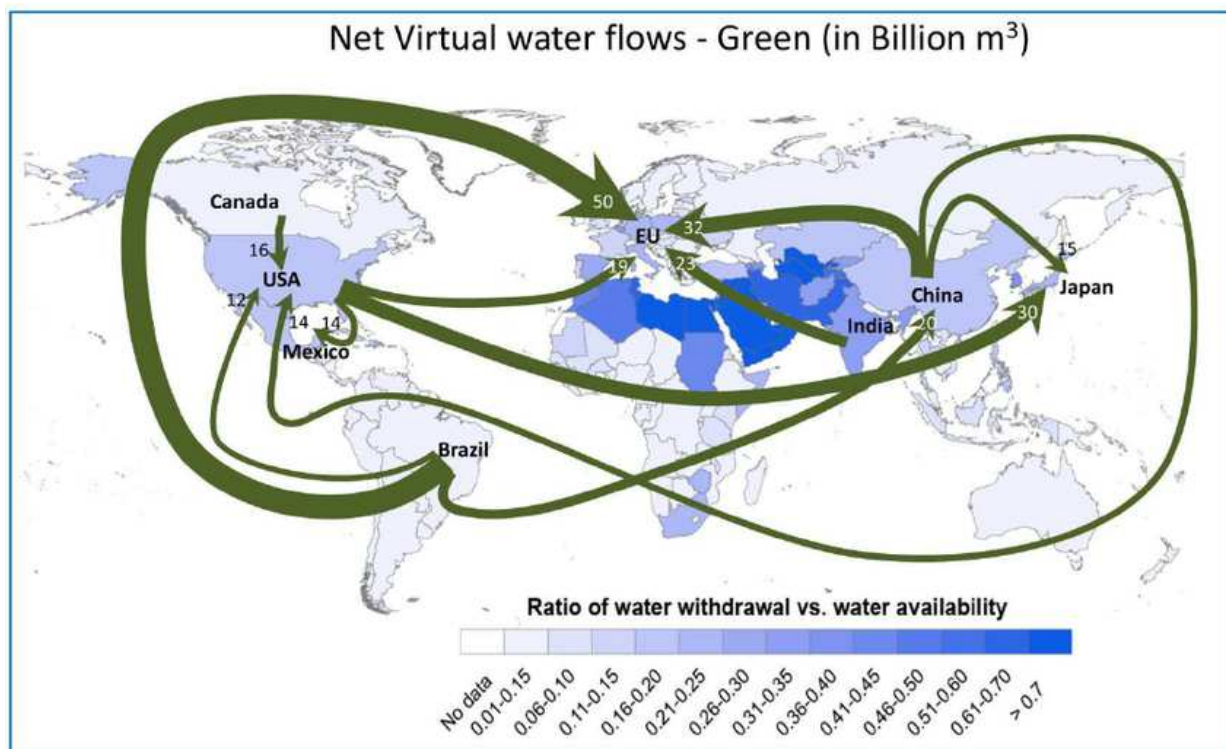 Net Virtual water flows - Green (in Billion m³)
Canada
50
EU
32
16
19
23
15
USA
China
Japan
12
14
14
India
20
30
Mexico
Brazil
Ratio of water withdrawal vs. water availability
No data
0.01-0.15
0.06-0.10
0.11-0.15
0.16-0.20
0.21-0.25
0.26-0.30
0.31-0.35
0.36-0.40
0.41-0.45
0.46-0.50
0.51-0.60
0.61-0.70
> 0.7